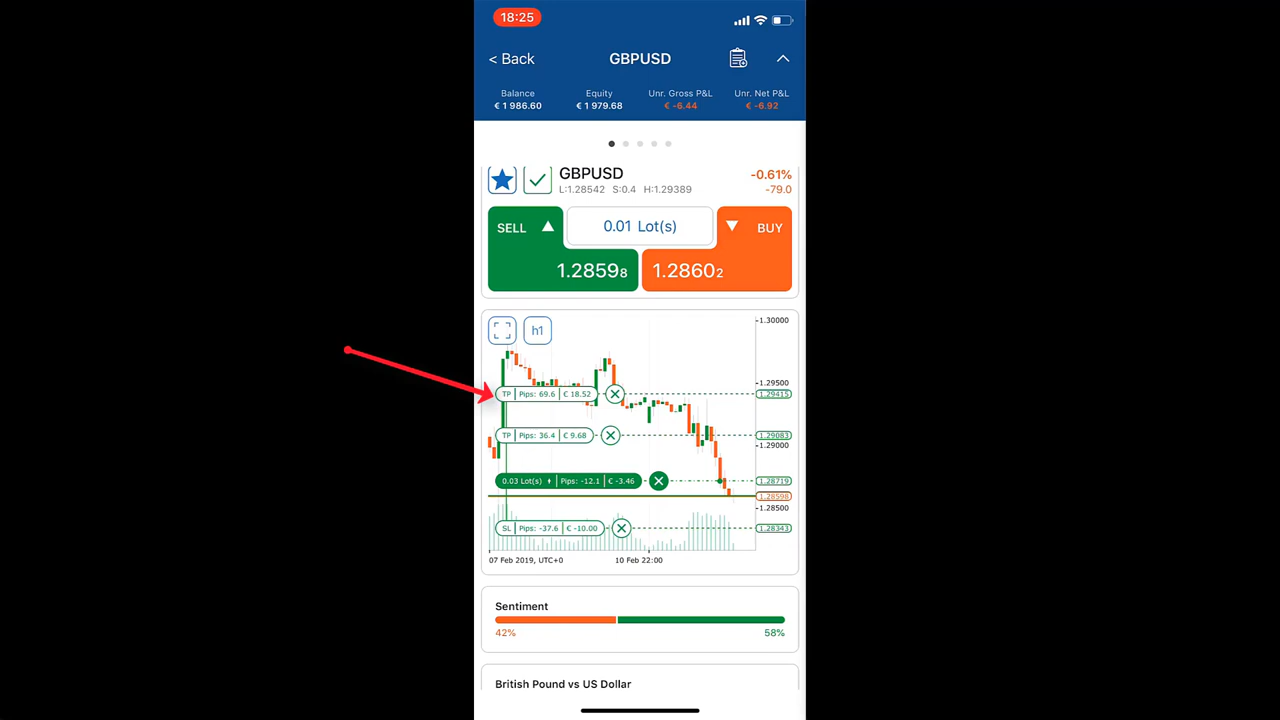 18:25
< Back GBPUSD
Balance Equity Unr. Gross P&L Unr. Net P&L
€ 1 986.60 € 1 979.68 € -6.44 € -6.92
GBPUSD -0.61%
L:1.28542 S:0.4 H:1.29389 -79.0
SELL 0.01 Lot(s) BUY
1.28598 1.28602
h1 1.30000
1.29500
TP Pips: 69.6 € 18.52 1.29415
TP Pips: 36.4 € 9.68 1.29083
1.29000
0.03 Lot(s) Pips: -12.1 € -3.46 1.28719
1.28598
1.28500
SL Pips: -37.6 € -10.00 1.28343
07 Feb 2019, UTC+0 10 Feb 22:00
Sentiment
42% 58%
British Pound vs US Dollar